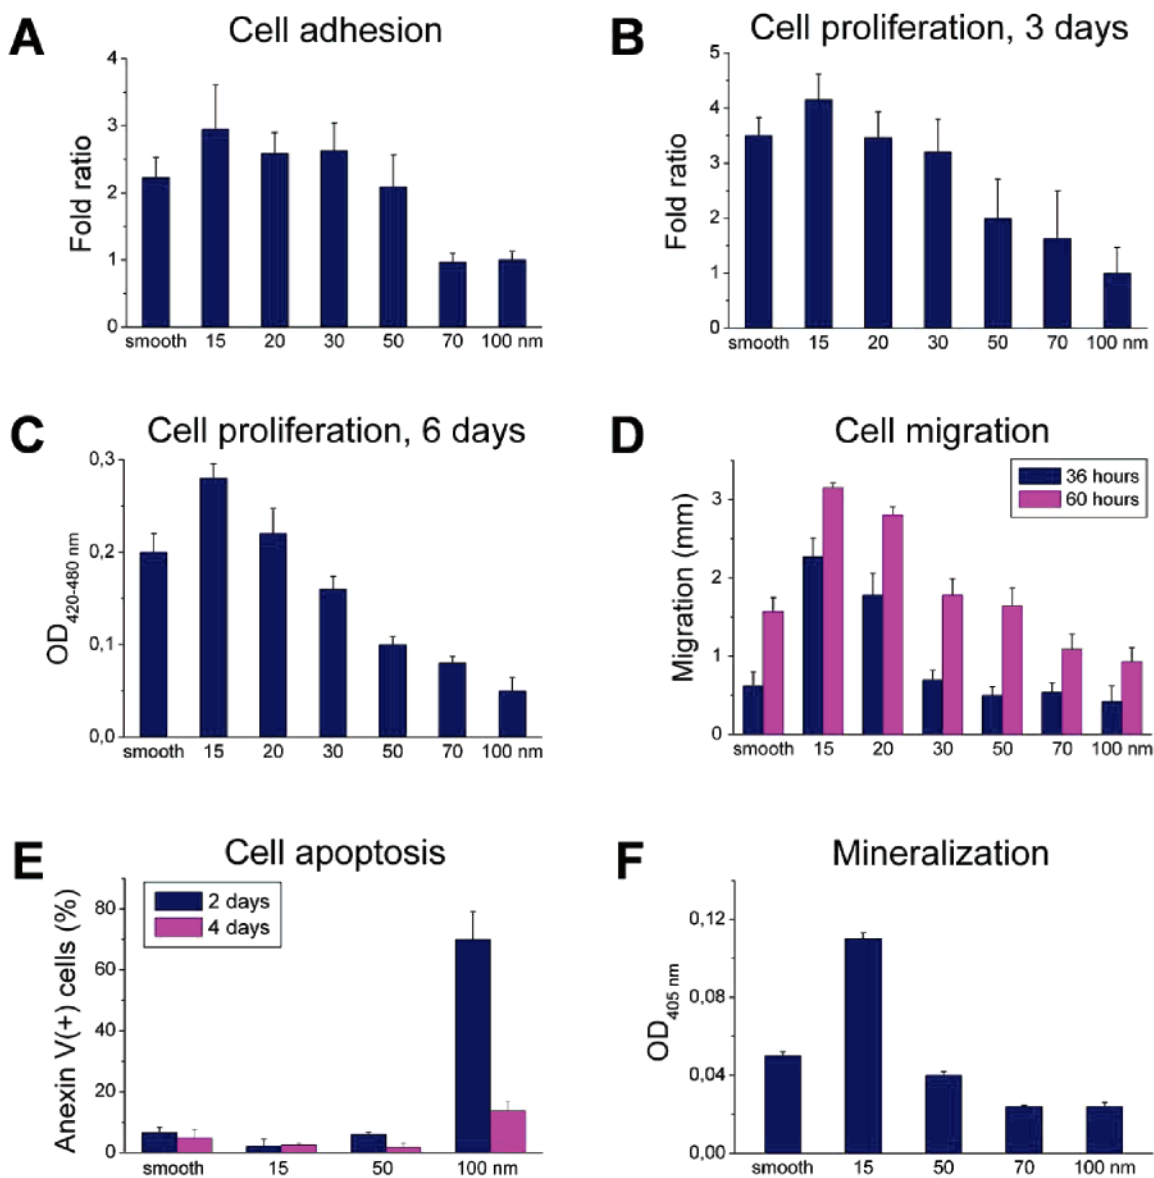 A
Cell adhesion
Fold ratio
4
3
2
1
0
smooth 15 20 30 50 70 100 nm
B
Cell proliferation, 3 days
Fold ratio
5
4
3
2
1
0
smooth 15 20 30 50 70 100 nm
C
Cell proliferation, 6 days
OD420-480 nm
0,3
0,2
0,1
0,0
smooth 15 20 30 50 70 100 nm
D
Cell migration
Migration (mm)
36 hours
60 hours
3
2
1
0
smooth 15 20 30 50 70 100 nm
E
Cell apoptosis
Anexin V(+) cells (%)
2 days
4 days
80
60
40
20
0
smooth 15 50 100 nm
F
Mineralization
OD405 nm
0,12
0,08
0,04
0,00
smooth 15 50 70 100 nm